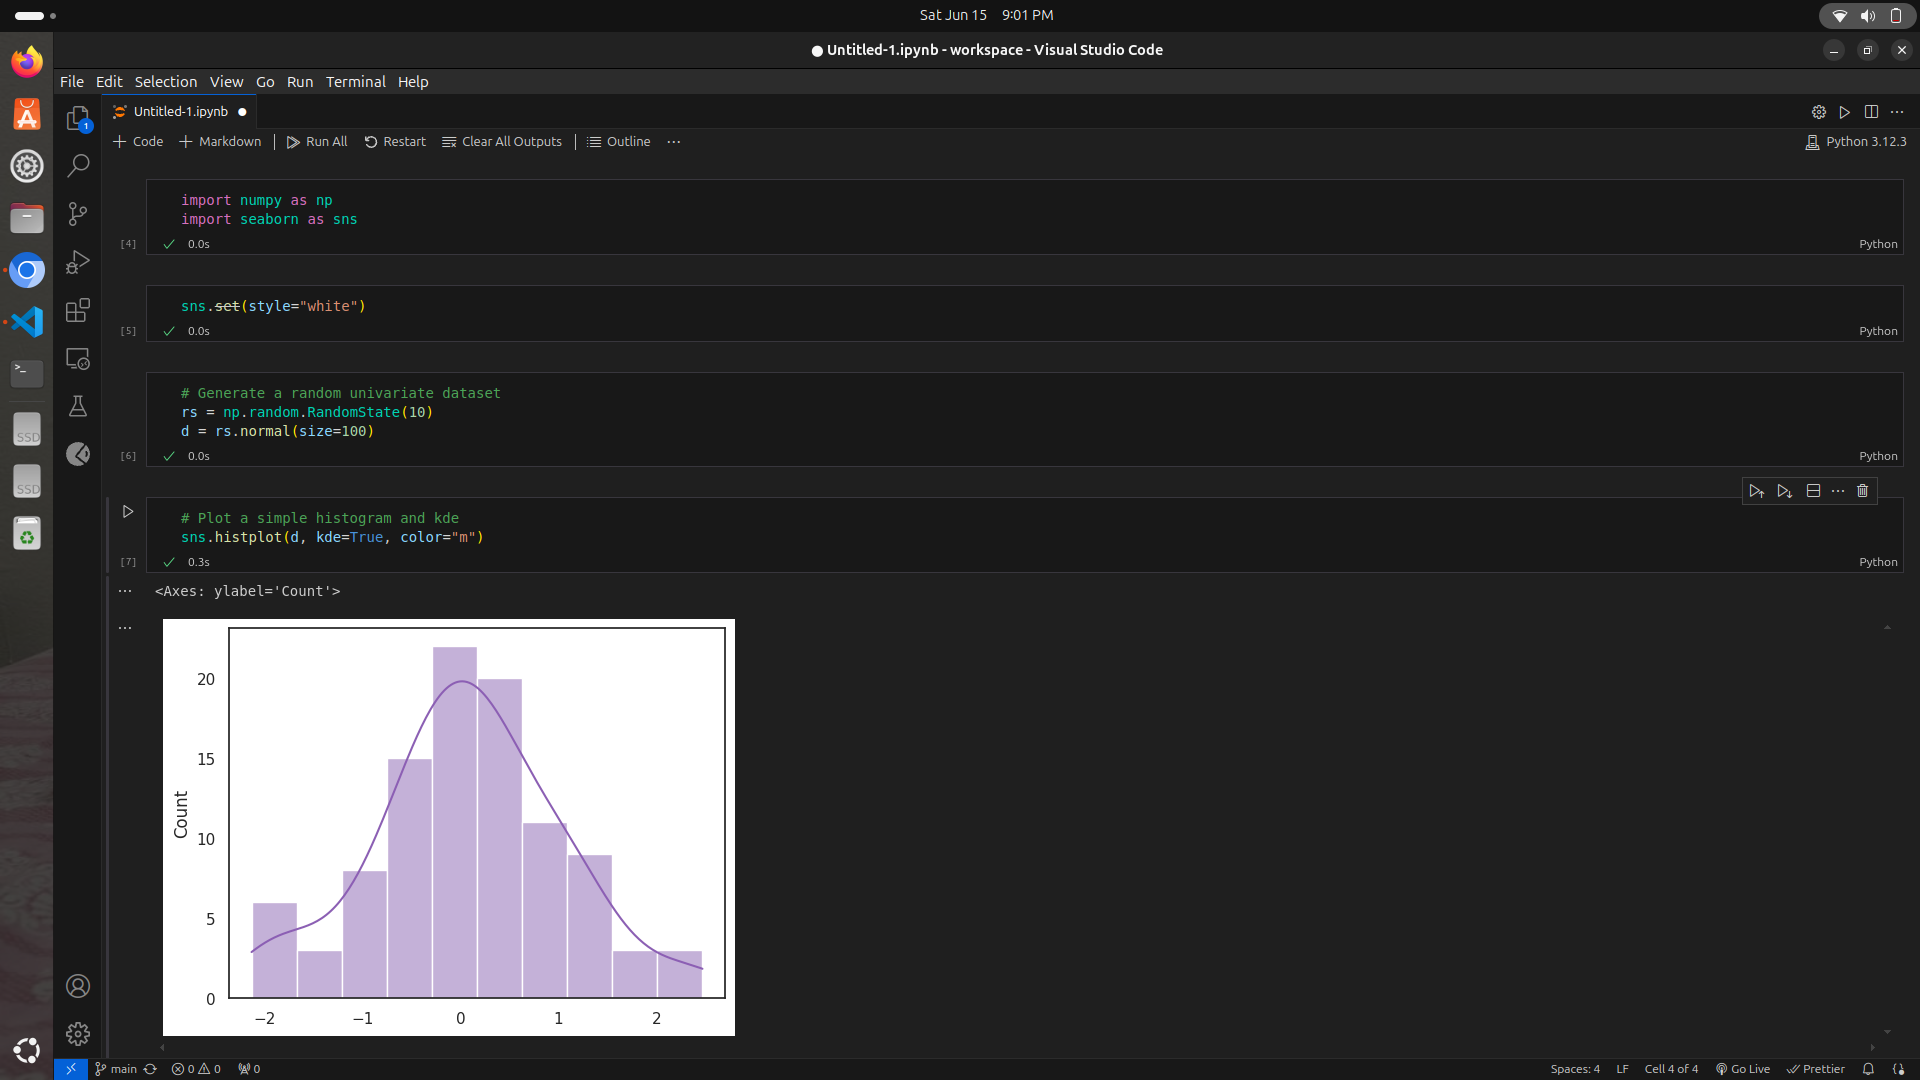 Sat Jun 15 9:01 PM
Untitled-1.ipynb - workspace - Visual Studio Code
File Edit Selection View Go Run Terminal Help
1
Untitled-1.ipynb
Code Markdown Run All Restart Clear All Outputs Outline ...
Python 3.12.3
import numpy as np
import seaborn as sns
[4] 0.0s Python
sns.set(style="white")
[5] 0.0s Python
# Generate a random univariate dataset
rs = np.random.RandomState(10)
d = rs.normal(size=100)
[6] 0.0s Python
# Plot a simple histogram and kde
sns.histplot(d, kde=True, color="m")
[7] 0.3s Python
<Axes: ylabel='Count'>
20
15
10
5
0
Count
−2 −1 0 1 2
SSD
SSD
main 0 0 0
Spaces: 4 LF Cell 4 of 4 Go Live Prettier